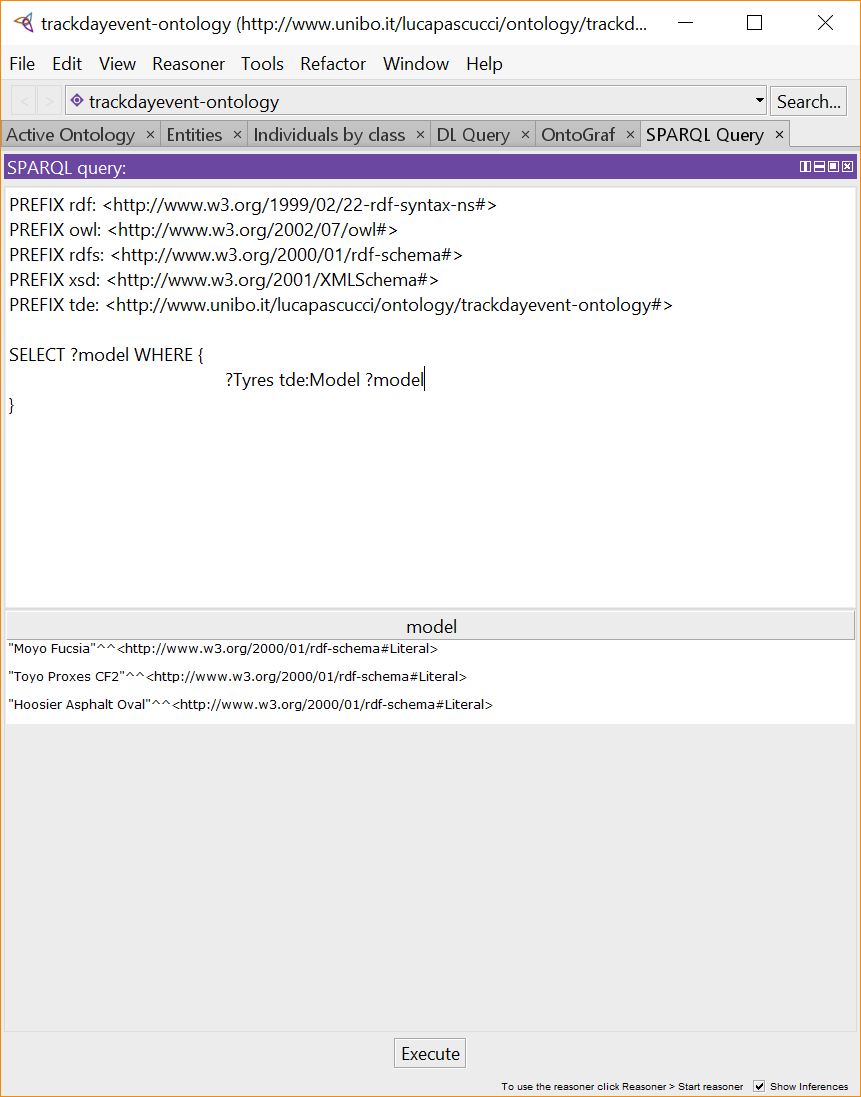 trackdayevent-ontology (http://www.unibo.it/lucapascucci/ontology/trackd...
File Edit View Reasoner Tools Refactor Window Help
< > trackdayevent-ontology Search...
Active Ontology × Entities × Individuals by class × DL Query × OntoGraf × SPARQL Query ×
SPARQL query:
PREFIX rdf: <http://www.w3.org/1999/02/22-rdf-syntax-ns#>
PREFIX owl: <http://www.w3.org/2002/07/owl#>
PREFIX rdfs: <http://www.w3.org/2000/01/rdf-schema#>
PREFIX xsd: <http://www.w3.org/2001/XMLSchema#>
PREFIX tde: <http://www.unibo.it/lucapascucci/ontology/trackdayevent-ontology#>
SELECT ?model WHERE {
?Tyres tde:Model ?model
}
model
"Moyo Fucsia"^^<http://www.w3.org/2000/01/rdf-schema#Literal>
"Toyo Proxes CF2"^^<http://www.w3.org/2000/01/rdf-schema#Literal>
"Hoosier Asphalt Oval"^^<http://www.w3.org/2000/01/rdf-schema#Literal>
Execute
To use the reasoner click Reasoner > Start reasoner Show Inferences